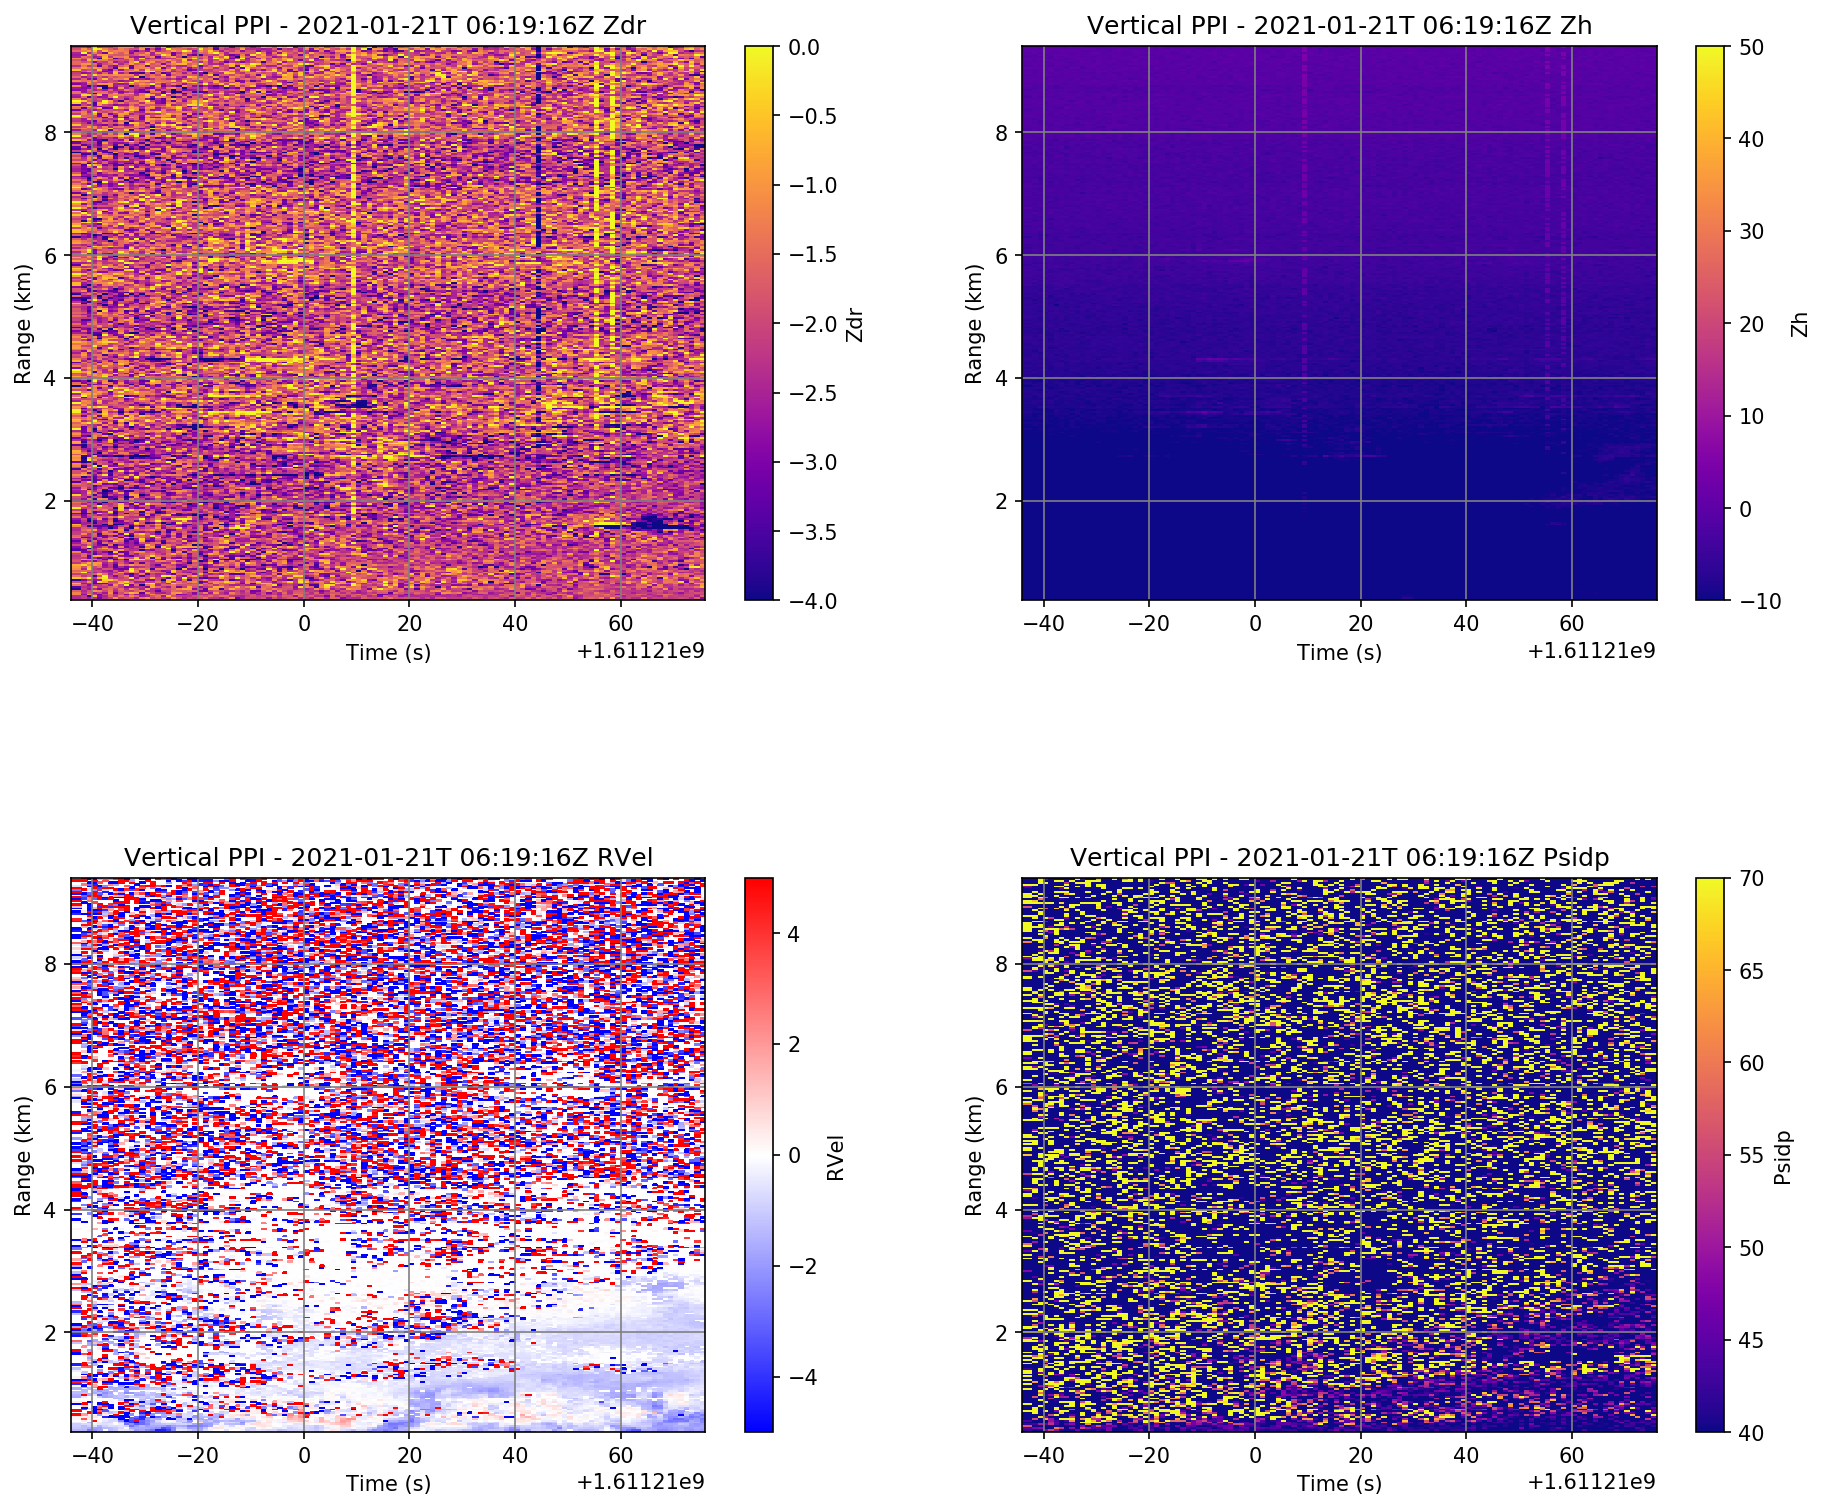 Vertical PPI - 2021-01-21T 06:19:16Z Zdr
Range (km)
8
6
4
2
−40 −20 0 20 40 60
Time (s)
+1.61121e9
0.0
−0.5
−1.0
−1.5
−2.0
−2.5
−3.0
−3.5
−4.0
Zdr
Vertical PPI - 2021-01-21T 06:19:16Z Zh
Range (km)
8
6
4
2
−40 −20 0 20 40 60
Time (s)
+1.61121e9
50
40
30
20
10
0
−10
Zh
Vertical PPI - 2021-01-21T 06:19:16Z RVel
Range (km)
8
6
4
2
−40 −20 0 20 40 60
Time (s)
+1.61121e9
4
2
0
−2
−4
RVel
Vertical PPI - 2021-01-21T 06:19:16Z Psidp
Range (km)
8
6
4
2
−40 −20 0 20 40 60
Time (s)
+1.61121e9
70
65
60
55
50
45
40
Psidp